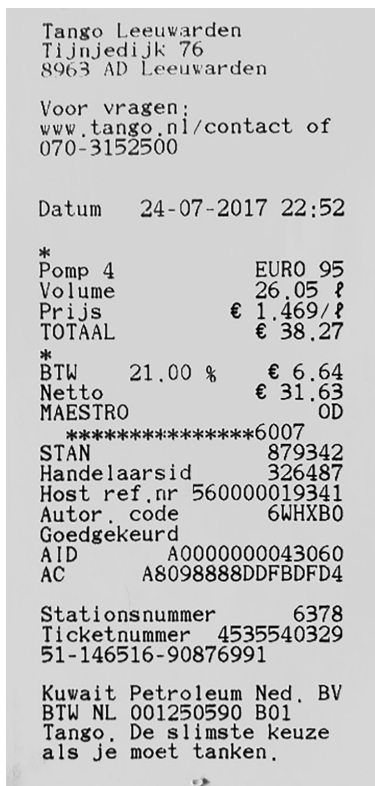 Tango Leeuwarden
Tijnjedijk 76
8963 AD Leeuwarden
Voor vragen:
www.tango.nl/contact of
070-3152500
Datum 24-07-2017 22:52
*
Pomp 4 EURO 95
Volume 26.05 ℓ
Prijs € 1.469/ℓ
TOTAAL € 38.27
*
BTW 21.00 % € 6.64
Netto € 31.63
MAESTRO OD
***************6007
STAN 879342
Handelaarsid 326487
Host ref.nr 560000019341
Autor. code 6WHXB0
Goedgekeurd
AID A0000000043060
AC A8098888DDFBDFD4
Stationsnummer 6378
Ticketnummer 4535540329
51-146516-90876991
Kuwait Petroleum Ned. BV
BTW NL 001250590 B01
Tango. De slimste keuze
als je moet tanken.